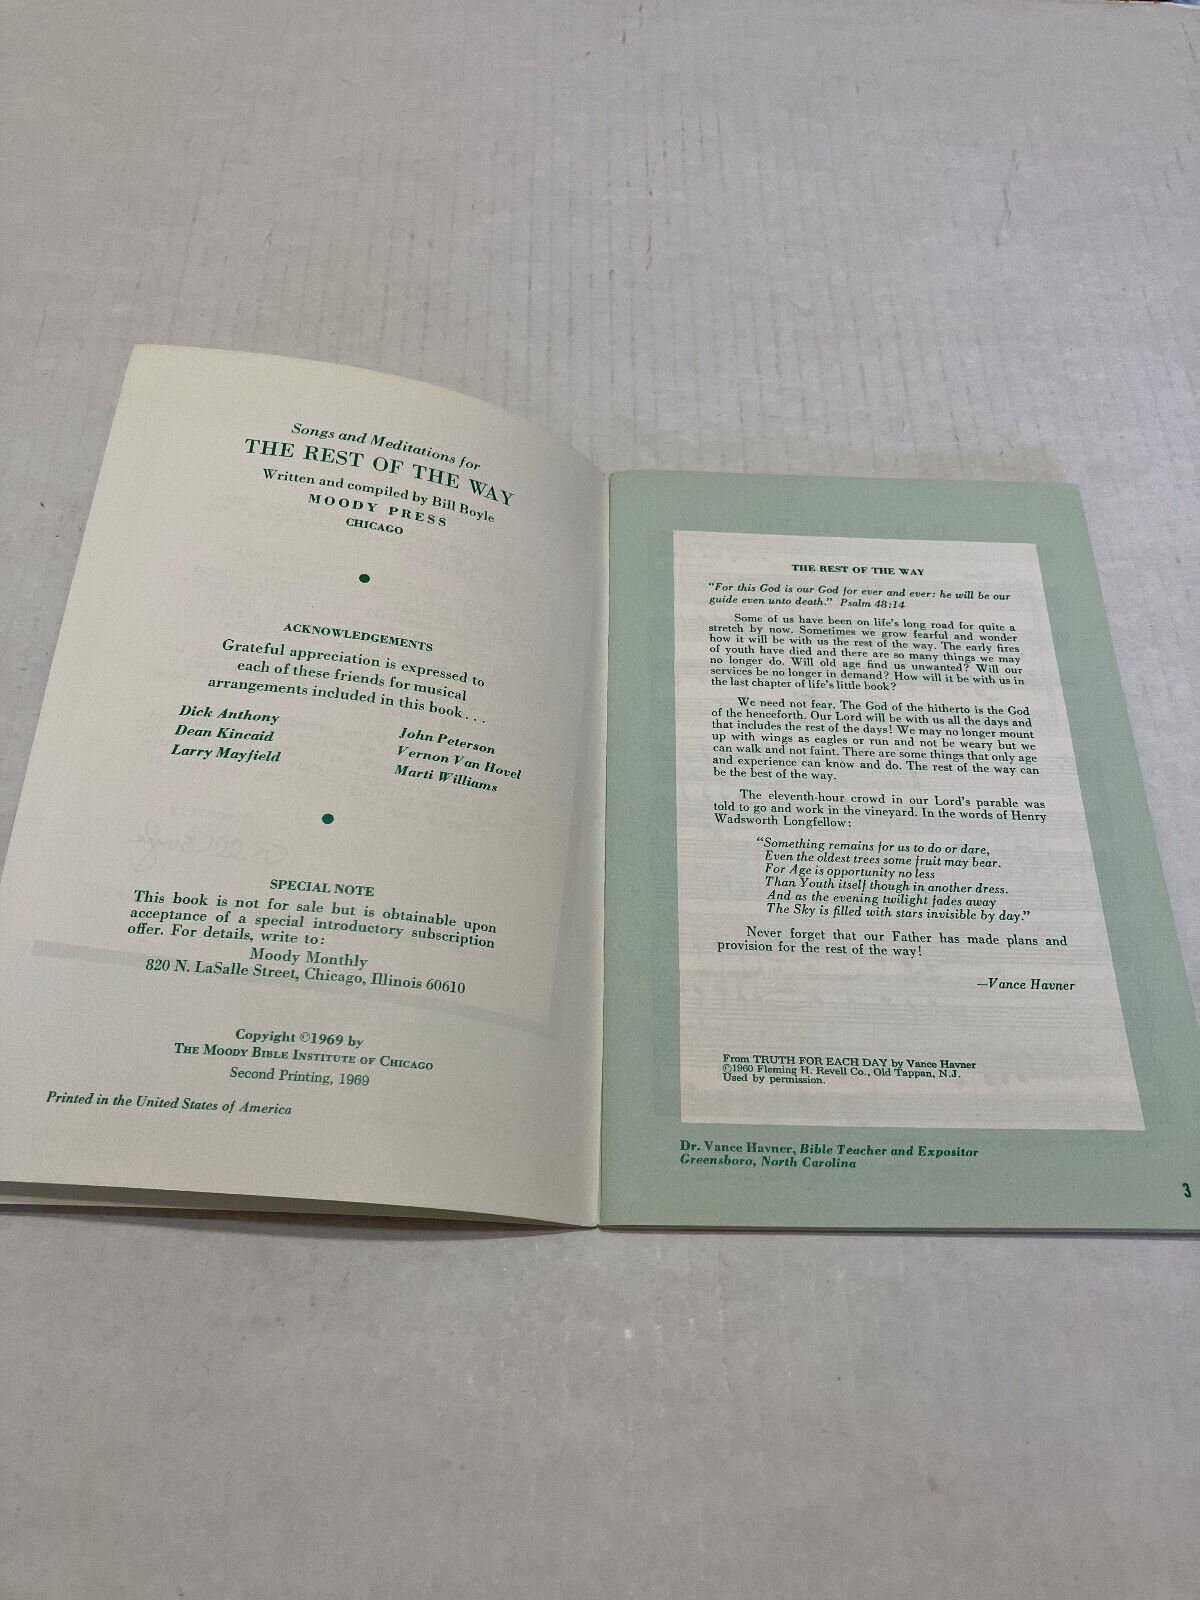 Songs and Meditations for
THE REST OF THE WAY
Written and compiled by Bill Boyle
MOODY PRESS
CHICAGO
ACKNOWLEDGEMENTS
Grateful appreciation is expressed to
each of these friends for musical
arrangements included in this book . . .
Dick Anthony
Dean Kincaid
Larry Mayfield
John Peterson
Vernon Van Hovel
Marti Williams
SPECIAL NOTE
This book is not for sale but is obtainable upon
acceptance of a special introductory subscription
offer. For details, write to:
Moody Monthly
820 N. LaSalle Street, Chicago, Illinois 60610
Copyright ©1969 by
THE MOODY BIBLE INSTITUTE OF CHICAGO
Second Printing, 1969
Printed in the United States of America
THE REST OF THE WAY
"For this God is our God for ever and ever: he will be our
guide even unto death." Psalm 48:14
Some of us have been on life's long road for quite a
stretch by now. Sometimes we grow fearful and wonder
how it will be with us the rest of the way. The early fires
of youth have died and there are so many things we may
no longer do. Will old age find us unwanted? Will our
services be no longer in demand? How will it be with us in
the last chapter of life's little book?
We need not fear. The God of the hitherto is the God
of the henceforth. Our Lord will be with us all the days and
that includes the rest of the days! We may no longer mount
up with wings as eagles or run and not be weary but we
can walk and not faint. There are some things that only age
and experience can know and do. The rest of the way can
be the best of the way.
The eleventh-hour crowd in our Lord's parable was
told to go and work in the vineyard. In the words of Henry
Wadsworth Longfellow:
"Something remains for us to do or dare,
Even the oldest trees some fruit may bear.
For Age is opportunity no less
Than Youth itself though in another dress.
And as the evening twilight fades away
The Sky is filled with stars invisible by day."
Never forget that our Father has made plans and
provision for the rest of the way!
—Vance Havner
From TRUTH FOR EACH DAY by Vance Havner
©1960 Fleming H. Revell Co., Old Tappan, N.J.
Used by permission.
Dr. Vance Havner, Bible Teacher and Expositor
Greensboro, North Carolina
3